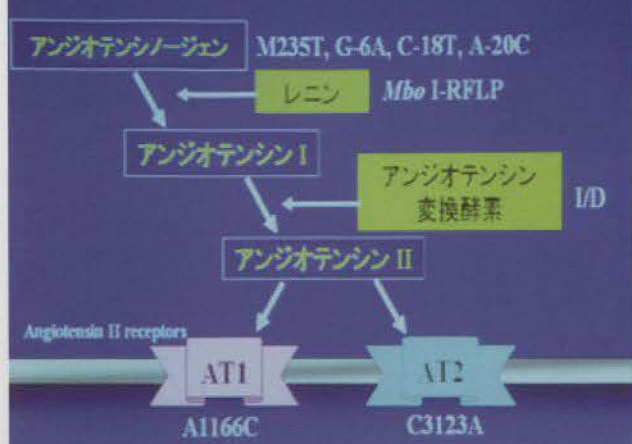 アンジオテンシノージェン M235T, G-6A, C-18T, A-20C
レニン Mbo I-RFLP
アンジオテンシン I
アンジオテンシン
変換酵素
I/D
アンジオテンシン II
Angiotensin II receptors
AT1
AT2
A1166C
C3123A